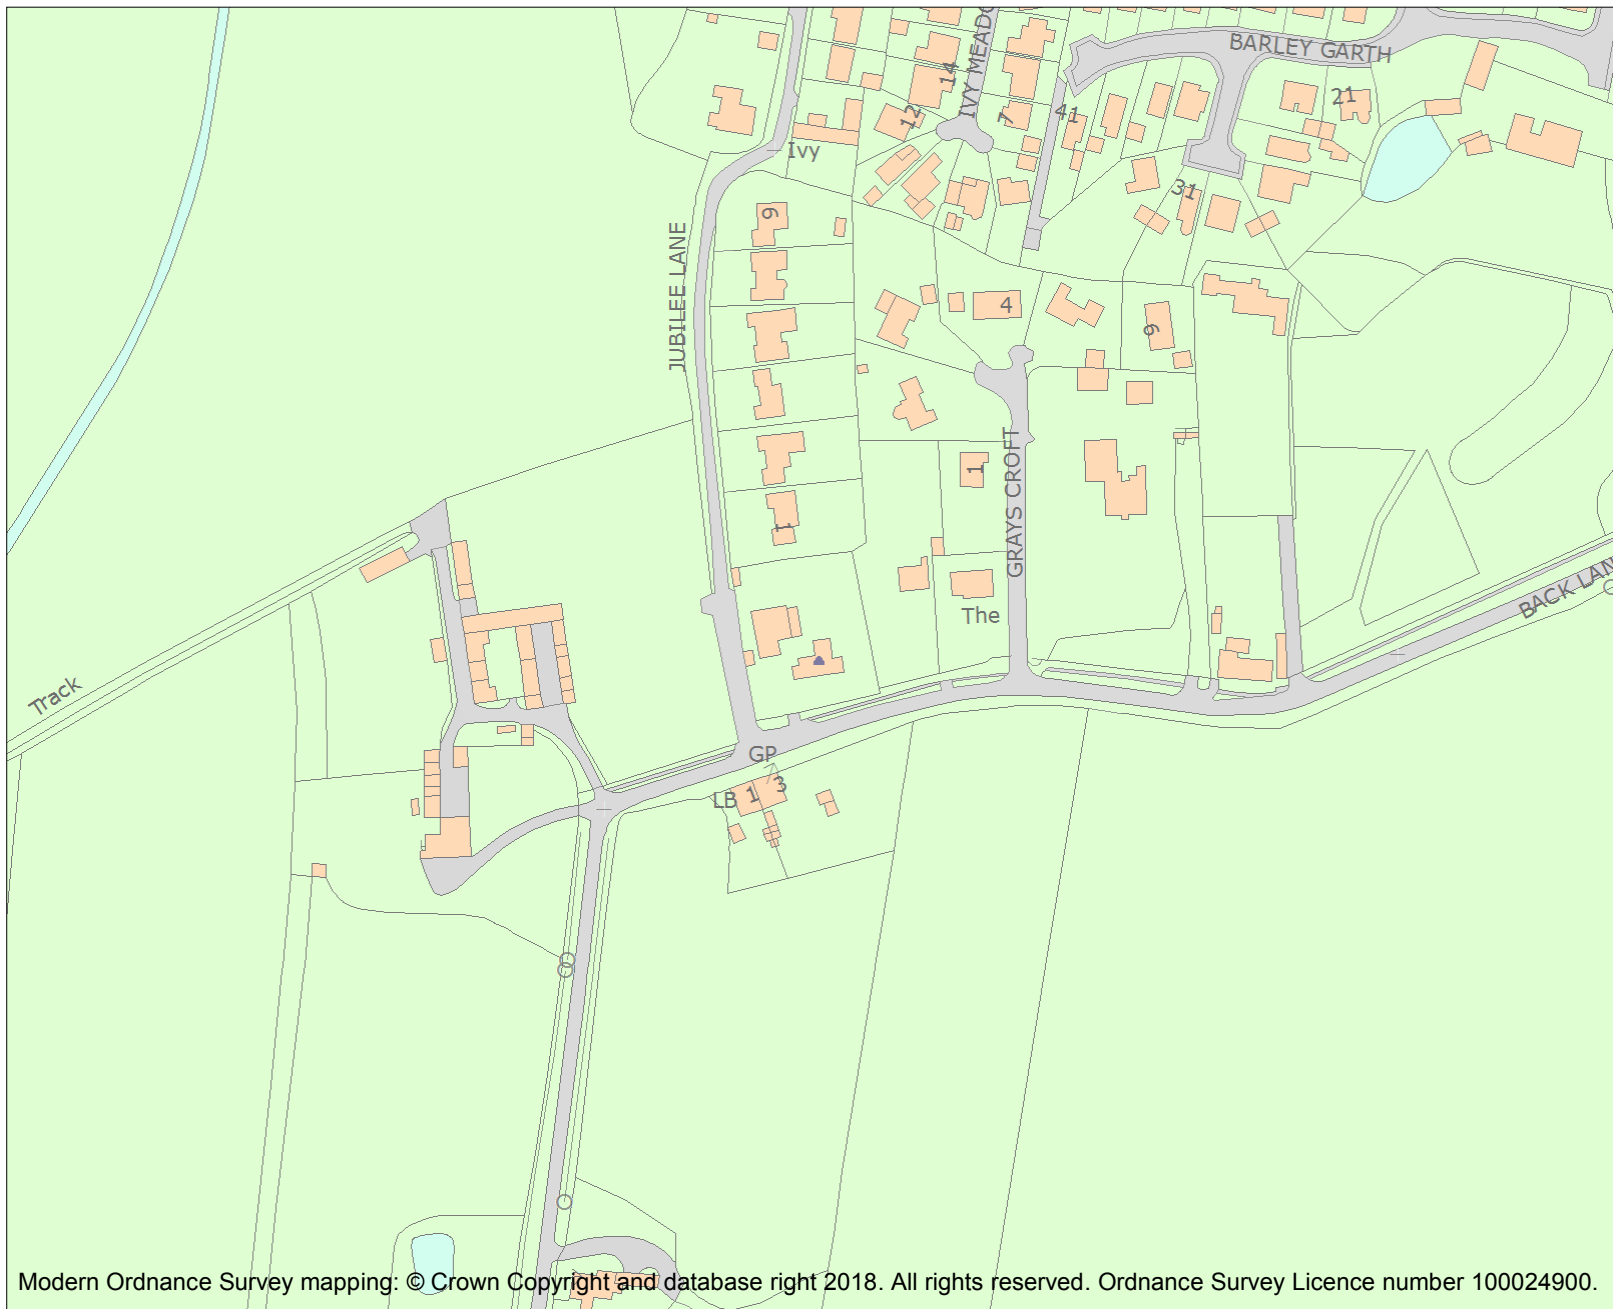 BARLEY GARTH
14
IVY MEADO
12
7
41
21
Ivy
31
9
JUBILEE LANE
4
6
1
GRAYS CROFT
1
BACK LAN
The
Track
GP
LB 1 3
Modern Ordnance Survey mapping: © Crown Copyright and database right 2018. All rights reserved. Ordnance Survey Licence number 100024900.